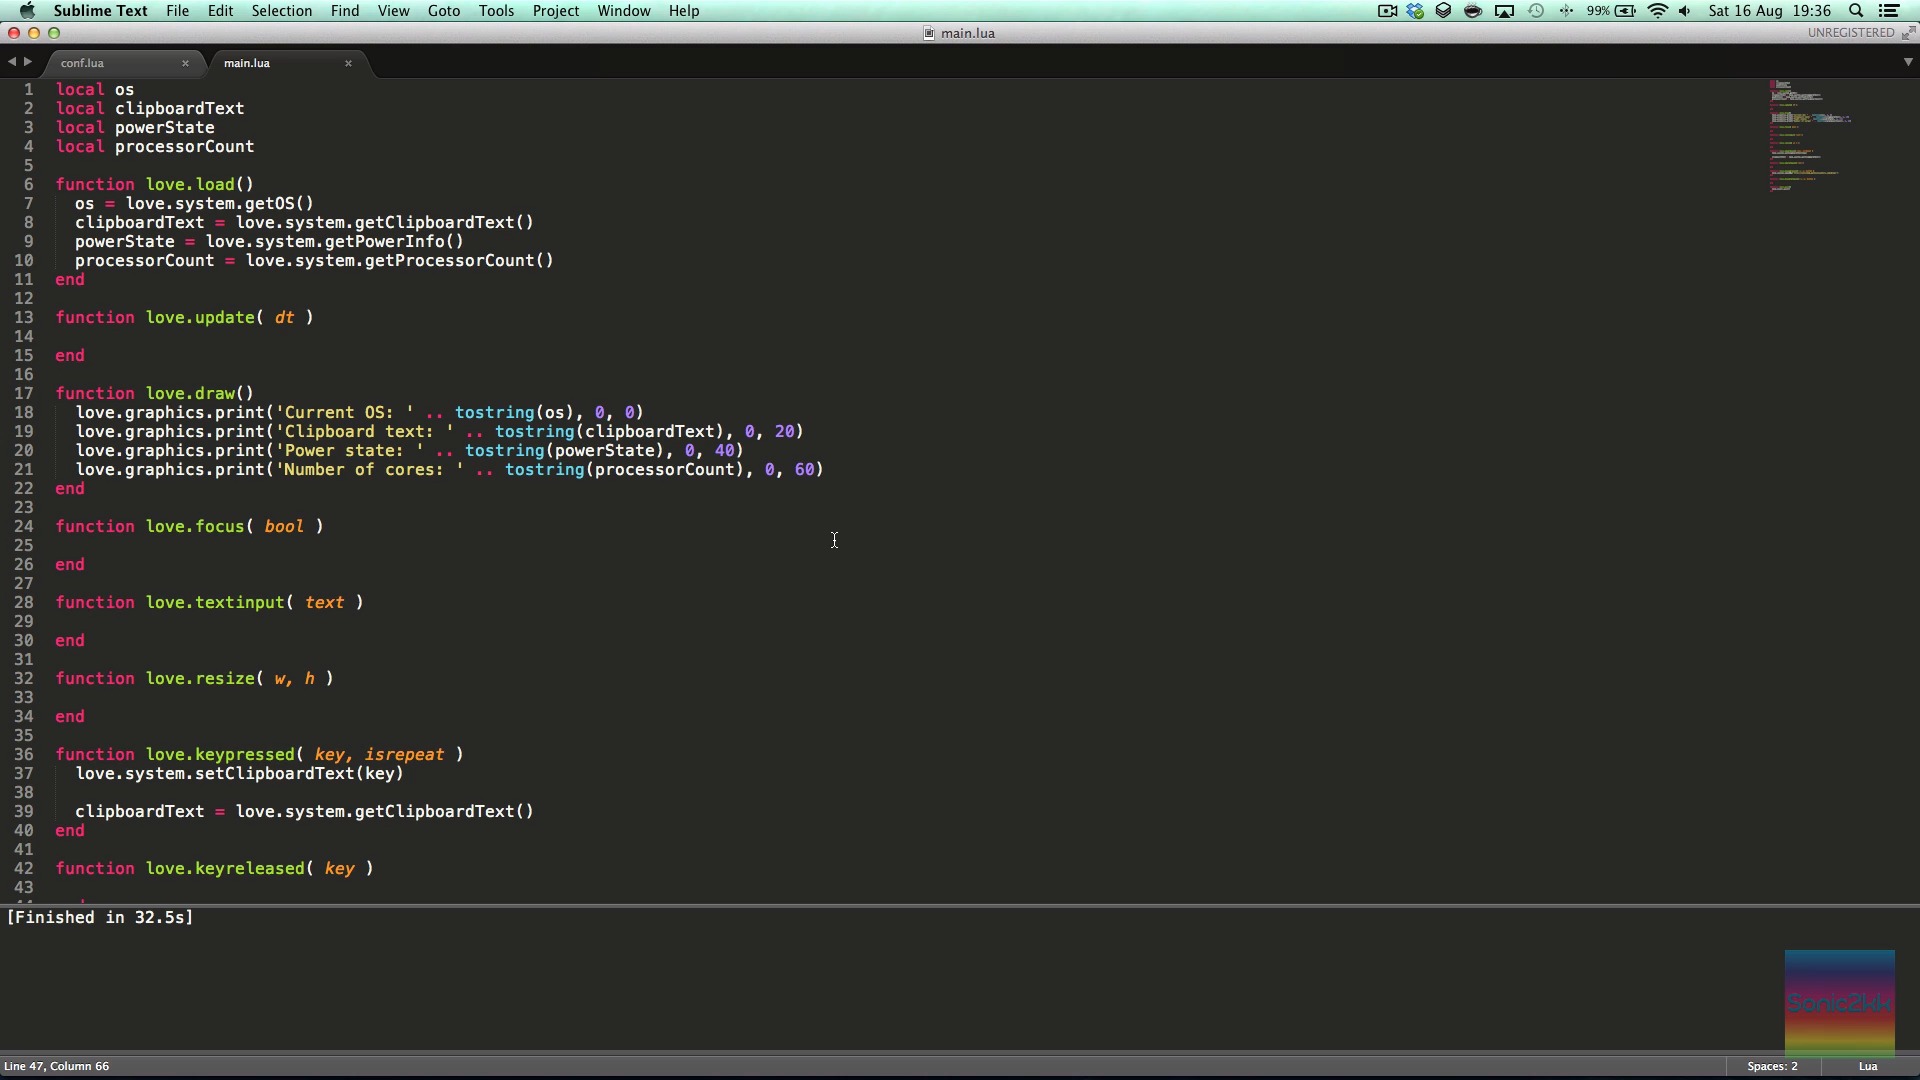 Sublime Text File Edit Selection Find View Goto Tools Project Window Help 99% Sat 16 Aug 19:36
main.lua UNREGISTERED
conf.lua main.lua
1 local os
2 local clipboardText
3 local powerState
4 local processorCount
5
6 function love.load()
7 os = love.system.getOS()
8 clipboardText = love.system.getClipboardText()
9 powerState = love.system.getPowerInfo()
10 processorCount = love.system.getProcessorCount()
11 end
12
13 function love.update( dt )
14
15 end
16
17 function love.draw()
18 love.graphics.print('Current OS: ' .. tostring(os), 0, 0)
19 love.graphics.print('Clipboard text: ' .. tostring(clipboardText), 0, 20)
20 love.graphics.print('Power state: ' .. tostring(powerState), 0, 40)
21 love.graphics.print('Number of cores: ' .. tostring(processorCount), 0, 60)
22 end
23
24 function love.focus( bool )
25
26 end
27
28 function love.textinput( text )
29
30 end
31
32 function love.resize( w, h )
33
34 end
35
36 function love.keypressed( key, isrepeat )
37 love.system.setClipboardText(key)
38
39 clipboardText = love.system.getClipboardText()
40 end
41
42 function love.keyreleased( key )
43
[Finished in 32.5s]
Sonic2kk
Line 47, Column 66 Spaces: 2 Lua